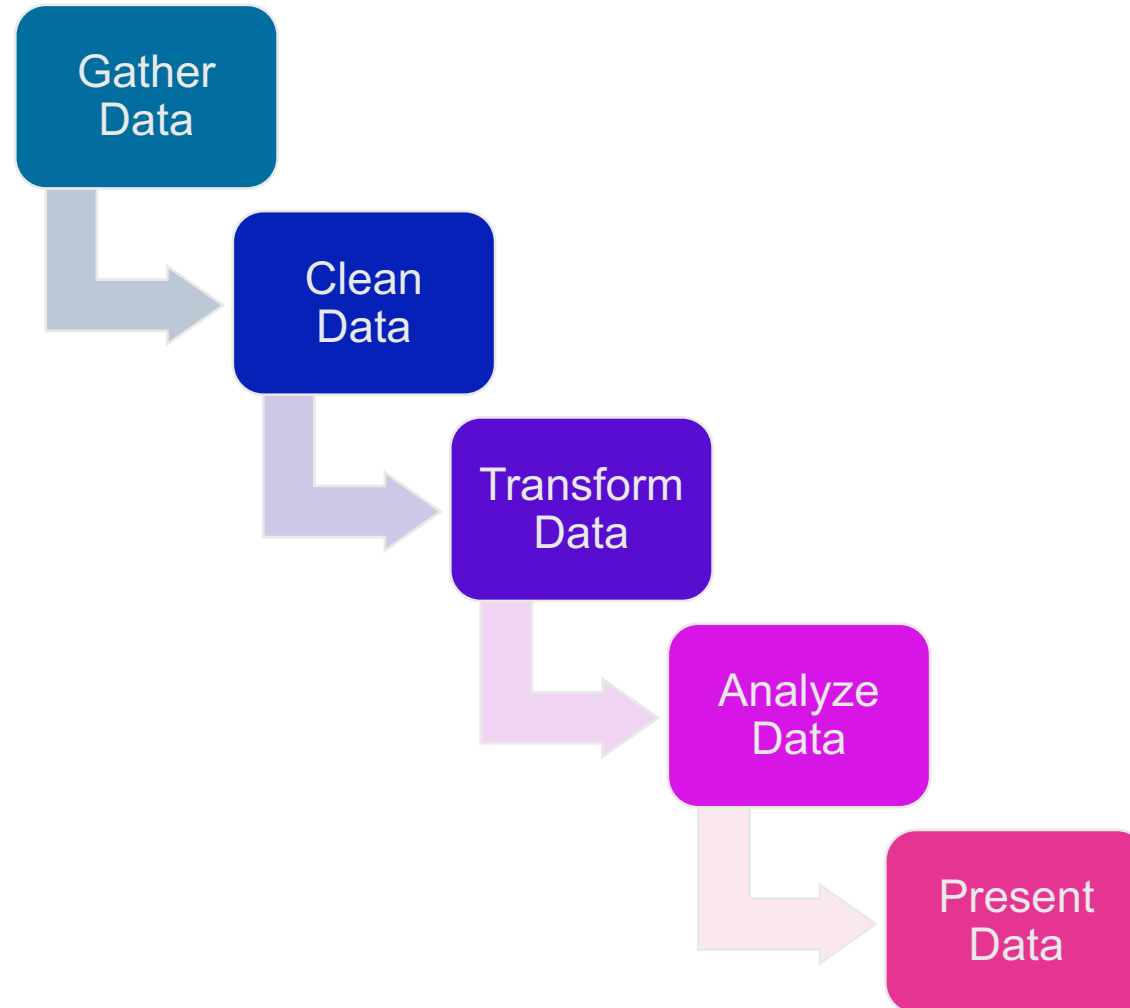 Gather
Data
Clean
Data
Transform
Data
Analyze
Data
Present
Data